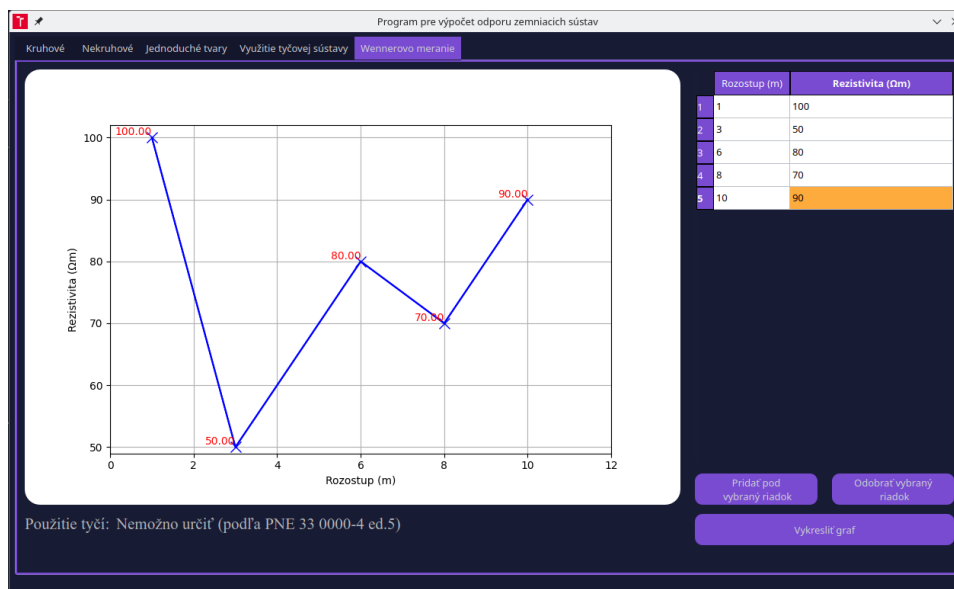 Program pre výpočet odporu zemniacich sústav
Kruhové Nekruhové Jednoduché tvary Využitie tyčovej sústavy Wennerovo meranie
Rezistivita (Ωm)
100
90
80
70
60
50
100.00
50.00
80.00
70.00
90.00
0 2 4 6 8 10 12
Rozostup (m)
Použitie tyčí: Nemožno určiť (podľa PNE 33 0000-4 ed.5)
Rozostup (m) Rezistivita (Ωm)
1 1 100
2 3 50
3 6 80
4 8 70
5 10 90
Pridať pod
vybraný riadok
Odobrať vybraný
riadok
Vykresliť graf